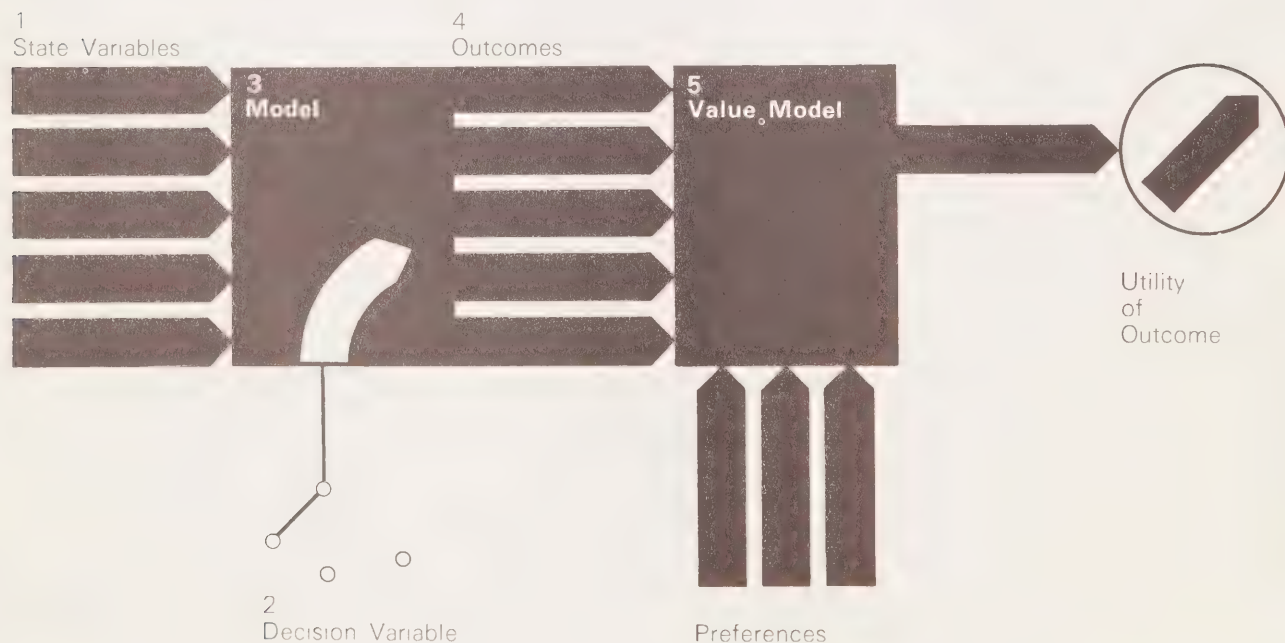 1
State Variables
4
Outcomes
3
Model
5
Value Model
Utility
of
Outcome
2
Decision Variable
Preferences